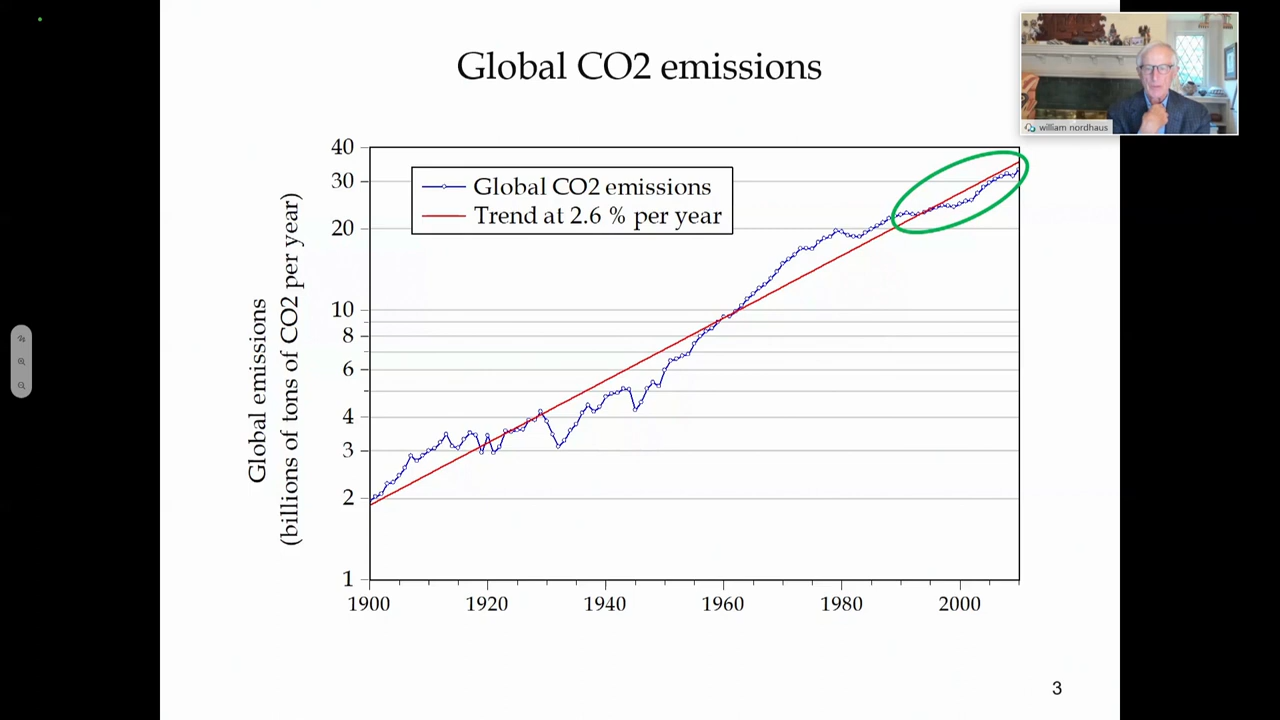 Global CO2 emissions
william nordhaus
Global CO2 emissions
Trend at 2.6 % per year
Global emissions
(billions of tons of CO2 per year)
40
30
20
10
8
6
4
3
2
1
1900 1920 1940 1960 1980 2000
3